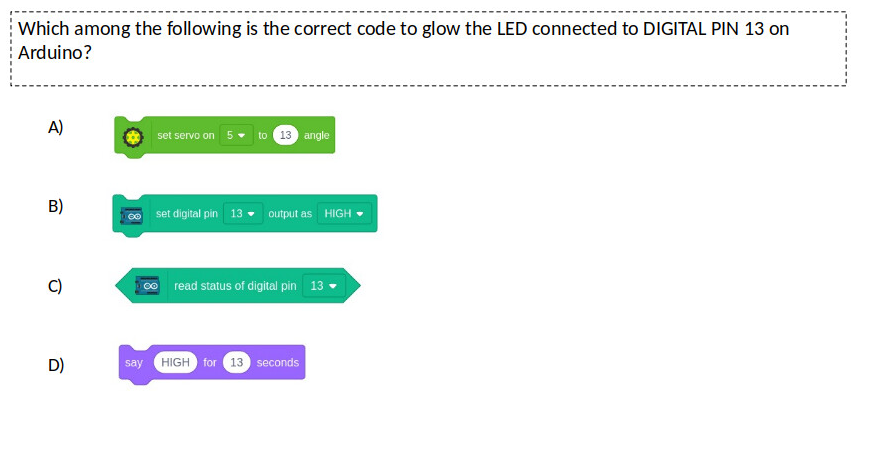 Which among the following is the correct code to glow the LED connected to DIGITAL PIN 13 on
Arduino?
A) set servo on 5 to 13 angle
B) set digital pin 13 output as HIGH
C) read status of digital pin 13
D) say HIGH for 13 seconds